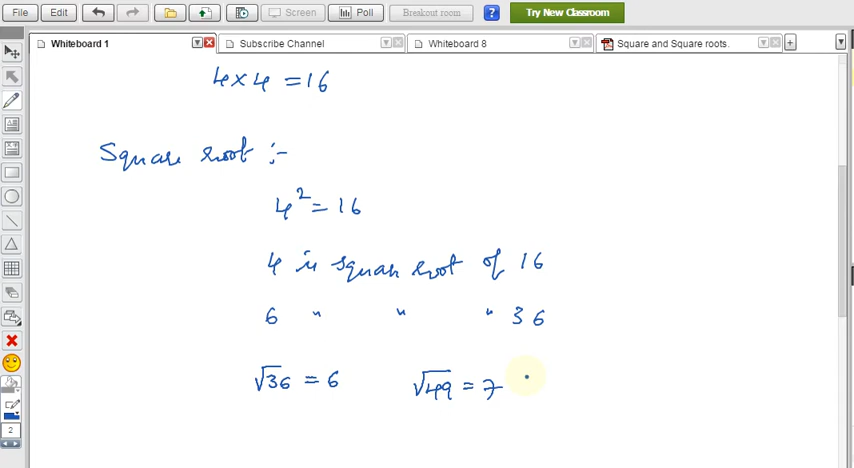 File Edit Screen Poll Breakout room Try New Classroom
Whiteboard 1 Subscribe Channel Whiteboard 8 Square and Square roots.
4 × 4 = 16
Square root :-
4² = 16
4 is square root of 16
6 " " " 36
√36 = 6 √49 = 7
2